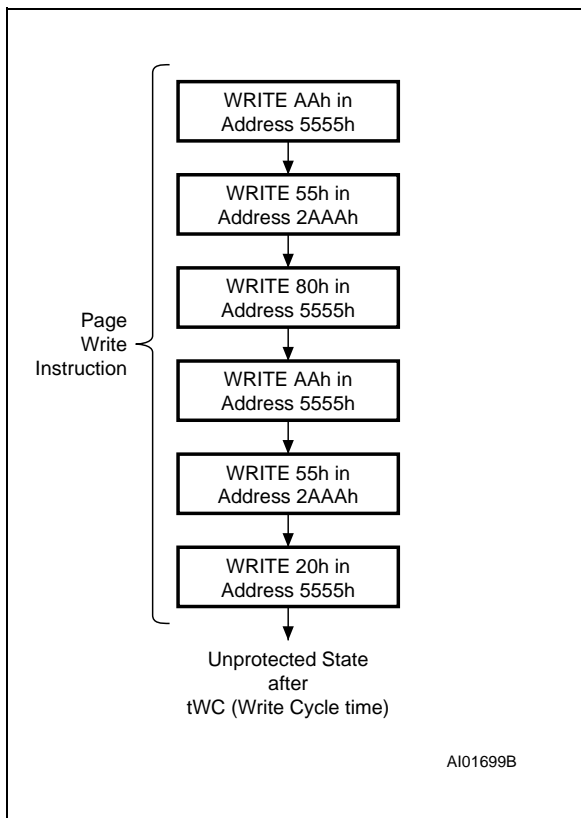 WRITE AAh in
Address 5555h
WRITE 55h in
Address 2AAAh
WRITE 80h in
Address 5555h
Page
Write
Instruction
WRITE AAh in
Address 5555h
WRITE 55h in
Address 2AAAh
WRITE 20h in
Address 5555h
Unprotected State
after
tWC (Write Cycle time)
AI01699B